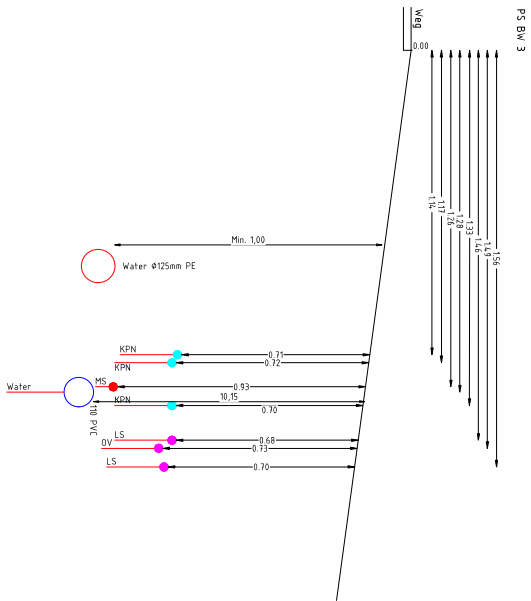 PS BW 3
Weg
0.00
1.14
1.17
1.26
1.28
1.33
1.46
1.49
1.56
Min. 1,00
Water Ø125mm PE
KPN
0.71
KPN
0.72
MS
0.93
Water
10,15
KPN
0.70
110 PVC
LS
0.68
OV
0.73
LS
0.70